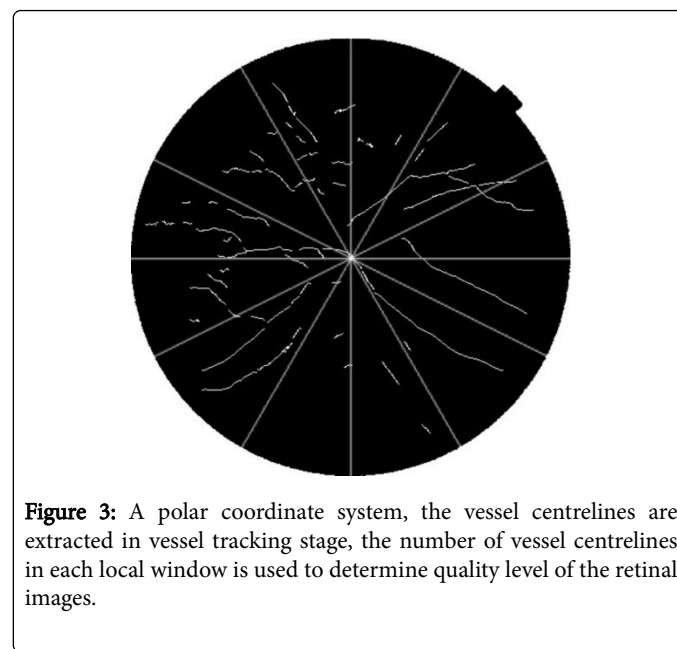 Figure 3: A polar coordinate system, the vessel centrelines are
extracted in vessel tracking stage, the number of vessel centrelines
in each local window is used to determine quality level of the retinal
images.